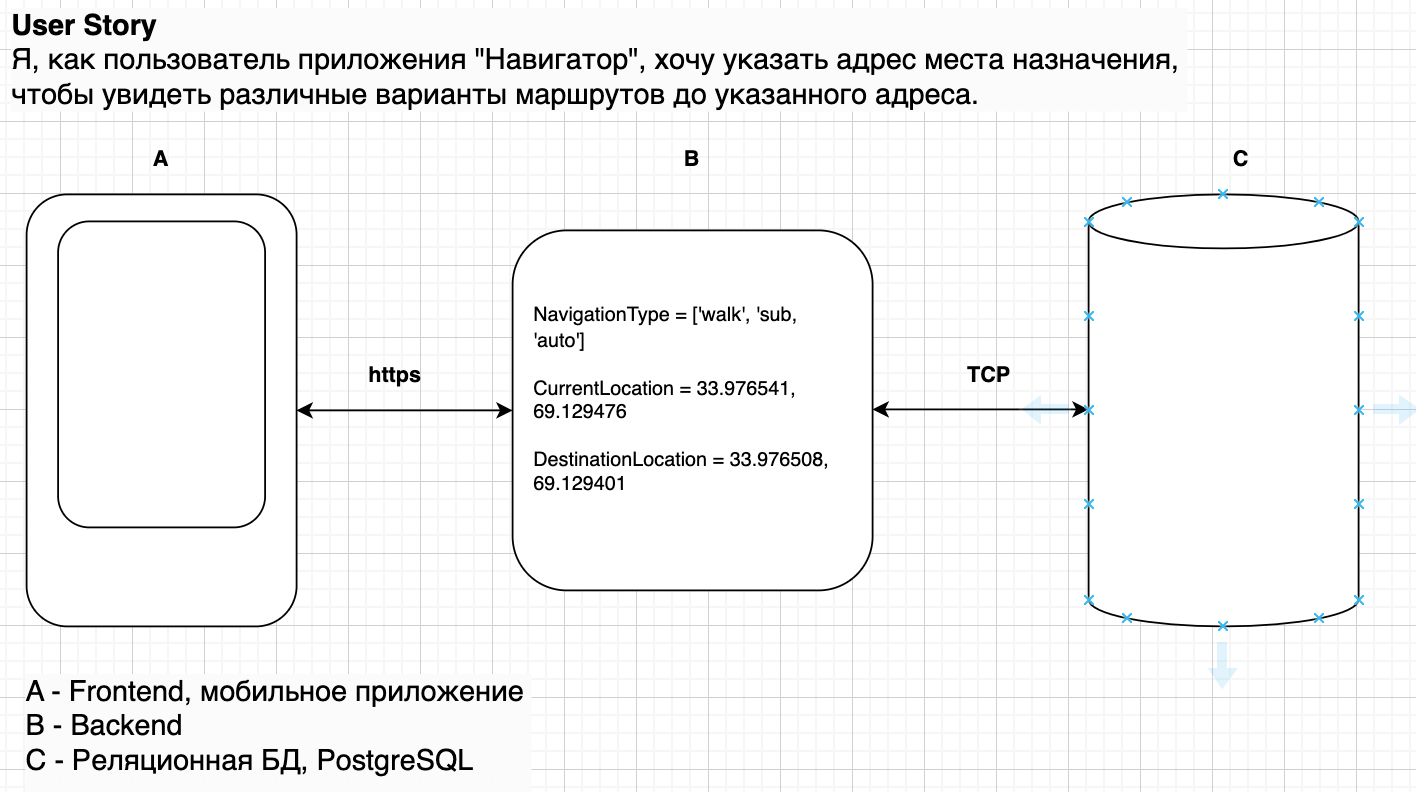 User Story
Я, как пользователь приложения "Навигатор", хочу указать адрес места назначения,
чтобы увидеть различные варианты маршрутов до указанного адреса.
A
B
C
NavigationType = ['walk', 'sub,
'auto']
CurrentLocation = 33.976541,
69.129476
DestinationLocation = 33.976508,
69.129401
https
TCP
A - Frontend, мобильное приложение
B - Backend
C - Реляционная БД, PostgreSQL